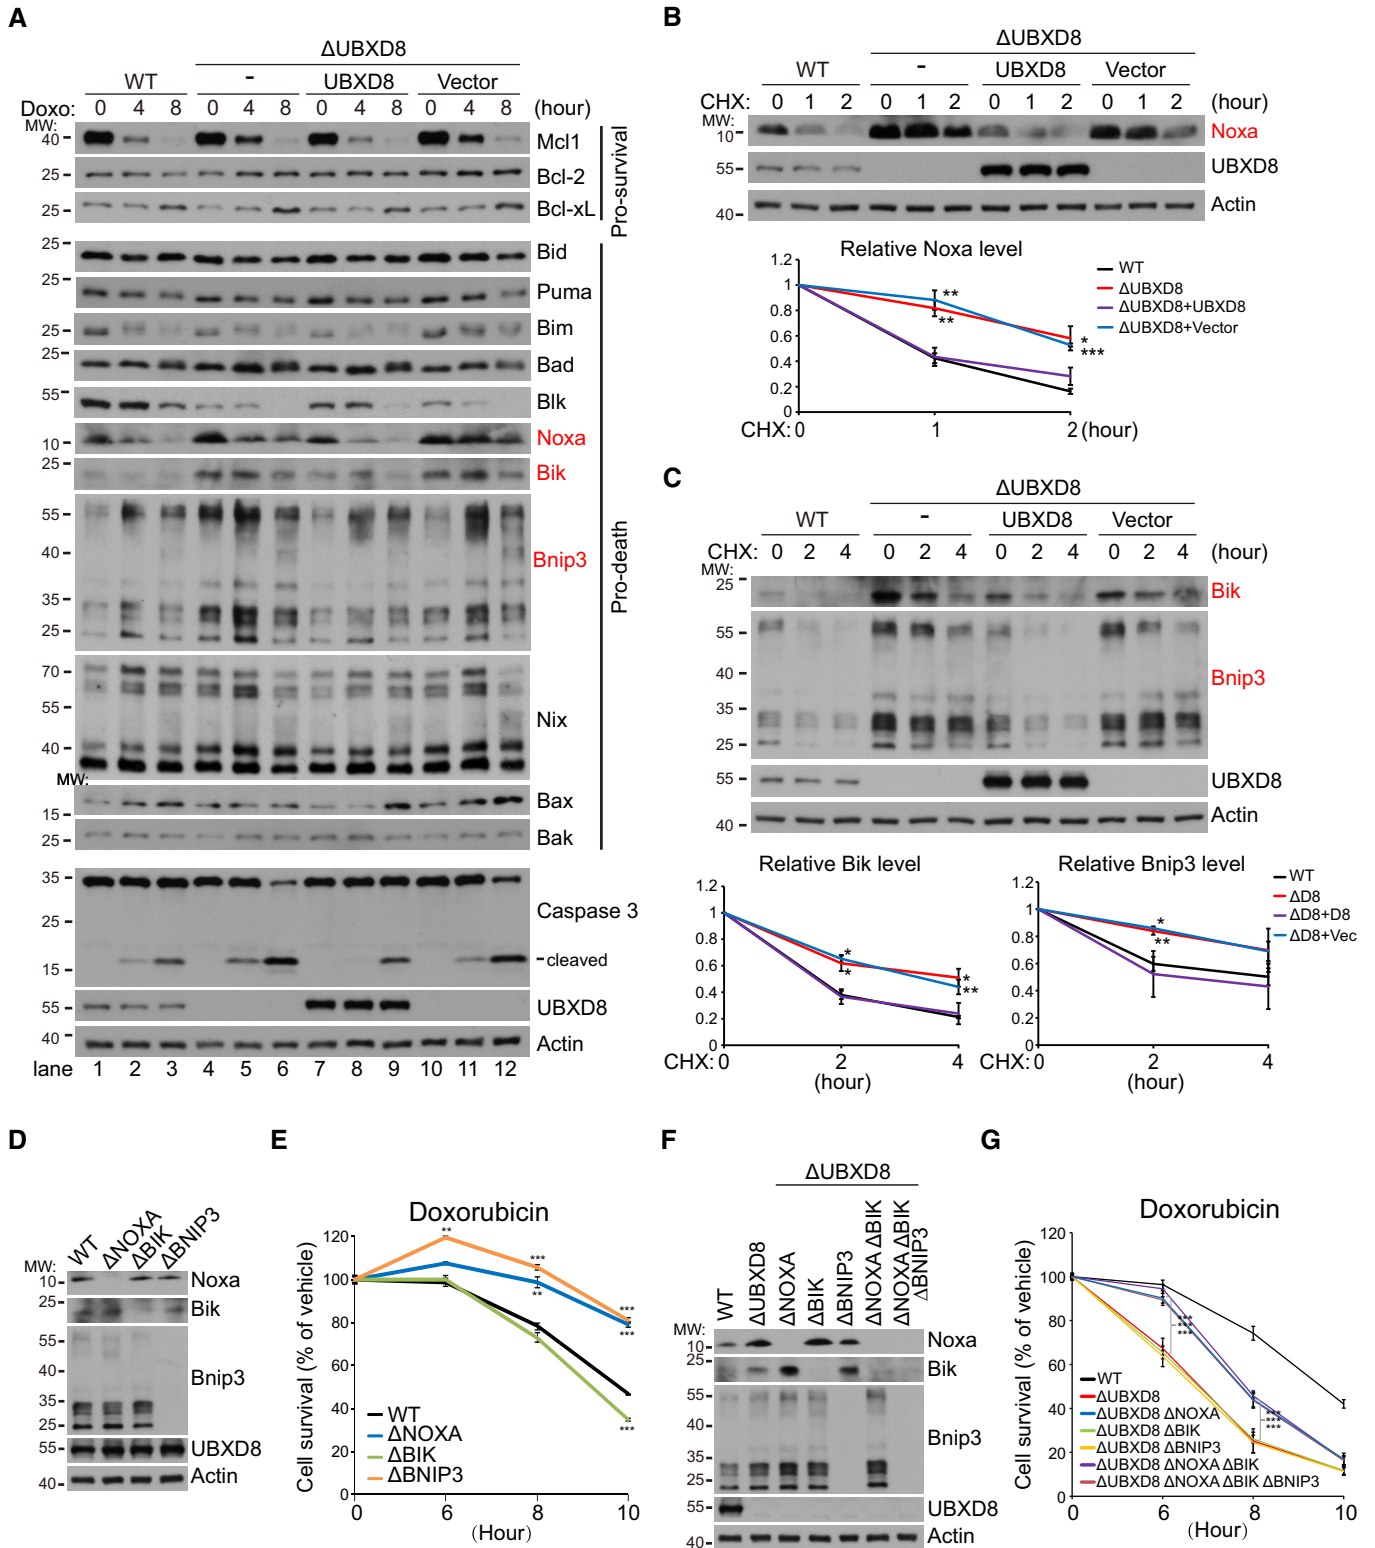 A
ΔUBXD8
WT - UBXD8 Vector
Doxo: 0 4 8 0 4 8 0 4 8 0 4 8 (hour)
MW:
40 Mcl1
25 Bcl-2
25 Bcl-xL
Pro-survival
25 Bid
25 Puma
25 Bim
25 Bad
55 Blk
10 Noxa
25 Bik
55
40 Bnip3
35
25
70
55 Nix
40
MW:
15 Bax
25 Bak
Pro-death
35
25 Caspase 3
15 cleaved
55 UBXD8
40 Actin
lane 1 2 3 4 5 6 7 8 9 10 11 12
B
ΔUBXD8
WT - UBXD8 Vector
CHX: 0 1 2 0 1 2 0 1 2 0 1 2 (hour)
MW:
10 Noxa
55 UBXD8
40 Actin
Relative Noxa level
1.2
1
0.8
0.6
0.4
0.2
0
WT
ΔUBXD8
ΔUBXD8+UBXD8
ΔUBXD8+Vector
**
**
*
***
CHX: 0 1 2 (hour)
C
ΔUBXD8
WT - UBXD8 Vector
CHX: 0 2 4 0 2 4 0 2 4 0 2 4 (hour)
MW:
25 Bik
55
40 Bnip3
35
25
55 UBXD8
40 Actin
Relative Bik level
1.2
1
0.8
0.6
0.4
0.2
0
*
*
*
**
CHX: 0 2 4
(hour)
Relative Bnip3 level
1.2
1
0.8
0.6
0.4
0.2
0
*
**
WT
ΔD8
ΔD8+D8
ΔD8+Vec
CHX: 0 2 4
(hour)
D
WT ΔNOXA ΔBIK ΔBNIP3
MW:
10 Noxa
25 Bik
55
40 Bnip3
35
25
55 UBXD8
40 Actin
E
Doxorubicin
Cell survival (% of vehicle)
120
100
80
60
40
20
0
**
***
**
***
***
***
WT
ΔNOXA
ΔBIK
ΔBNIP3
0 6 8 10
(Hour)
F
ΔUBXD8
WT ΔUBXD8 ΔNOXA ΔBIK ΔBNIP3 ΔNOXA ΔBIK ΔNOXA ΔBIK ΔBNIP3
MW:
10 Noxa
25 Bik
55
40 Bnip3
35
25
55 UBXD8
40 Actin
G
Doxorubicin
Cell survival (% of vehicle)
120
100
80
60
40
20
0
***
***
***
***
***
***
WT
ΔUBXD8
ΔUBXD8 ΔNOXA
ΔUBXD8 ΔBIK
ΔUBXD8 ΔBNIP3
ΔUBXD8 ΔNOXA ΔBIK
ΔUBXD8 ΔNOXA ΔBIK ΔBNIP3
0 6 8 10
(Hour)